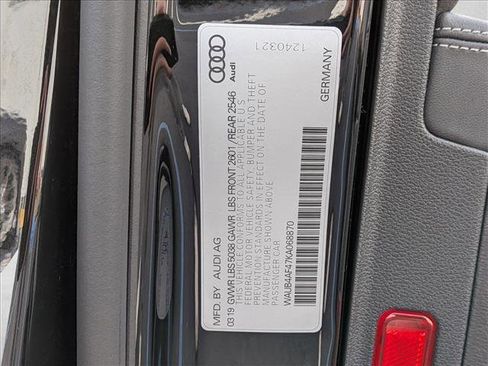 Audi
1240321
MFD. BY AUDI AG
GERMANY
03 19 GVWR LBS 5038 GAWR LBS FRONT 2601 / REAR 2546
THIS VEHICLE CONFORMS TO ALL APPLICABLE U S
FEDERAL MOTOR VEHICLE SAFETY, BUMPER AND THEFT
PREVENTION STANDARDS IN EFFECT ON THE DATE OF
MANUFACTURE SHOWN ABOVE
PASSENGER CAR
WAUB4AF47KA068870